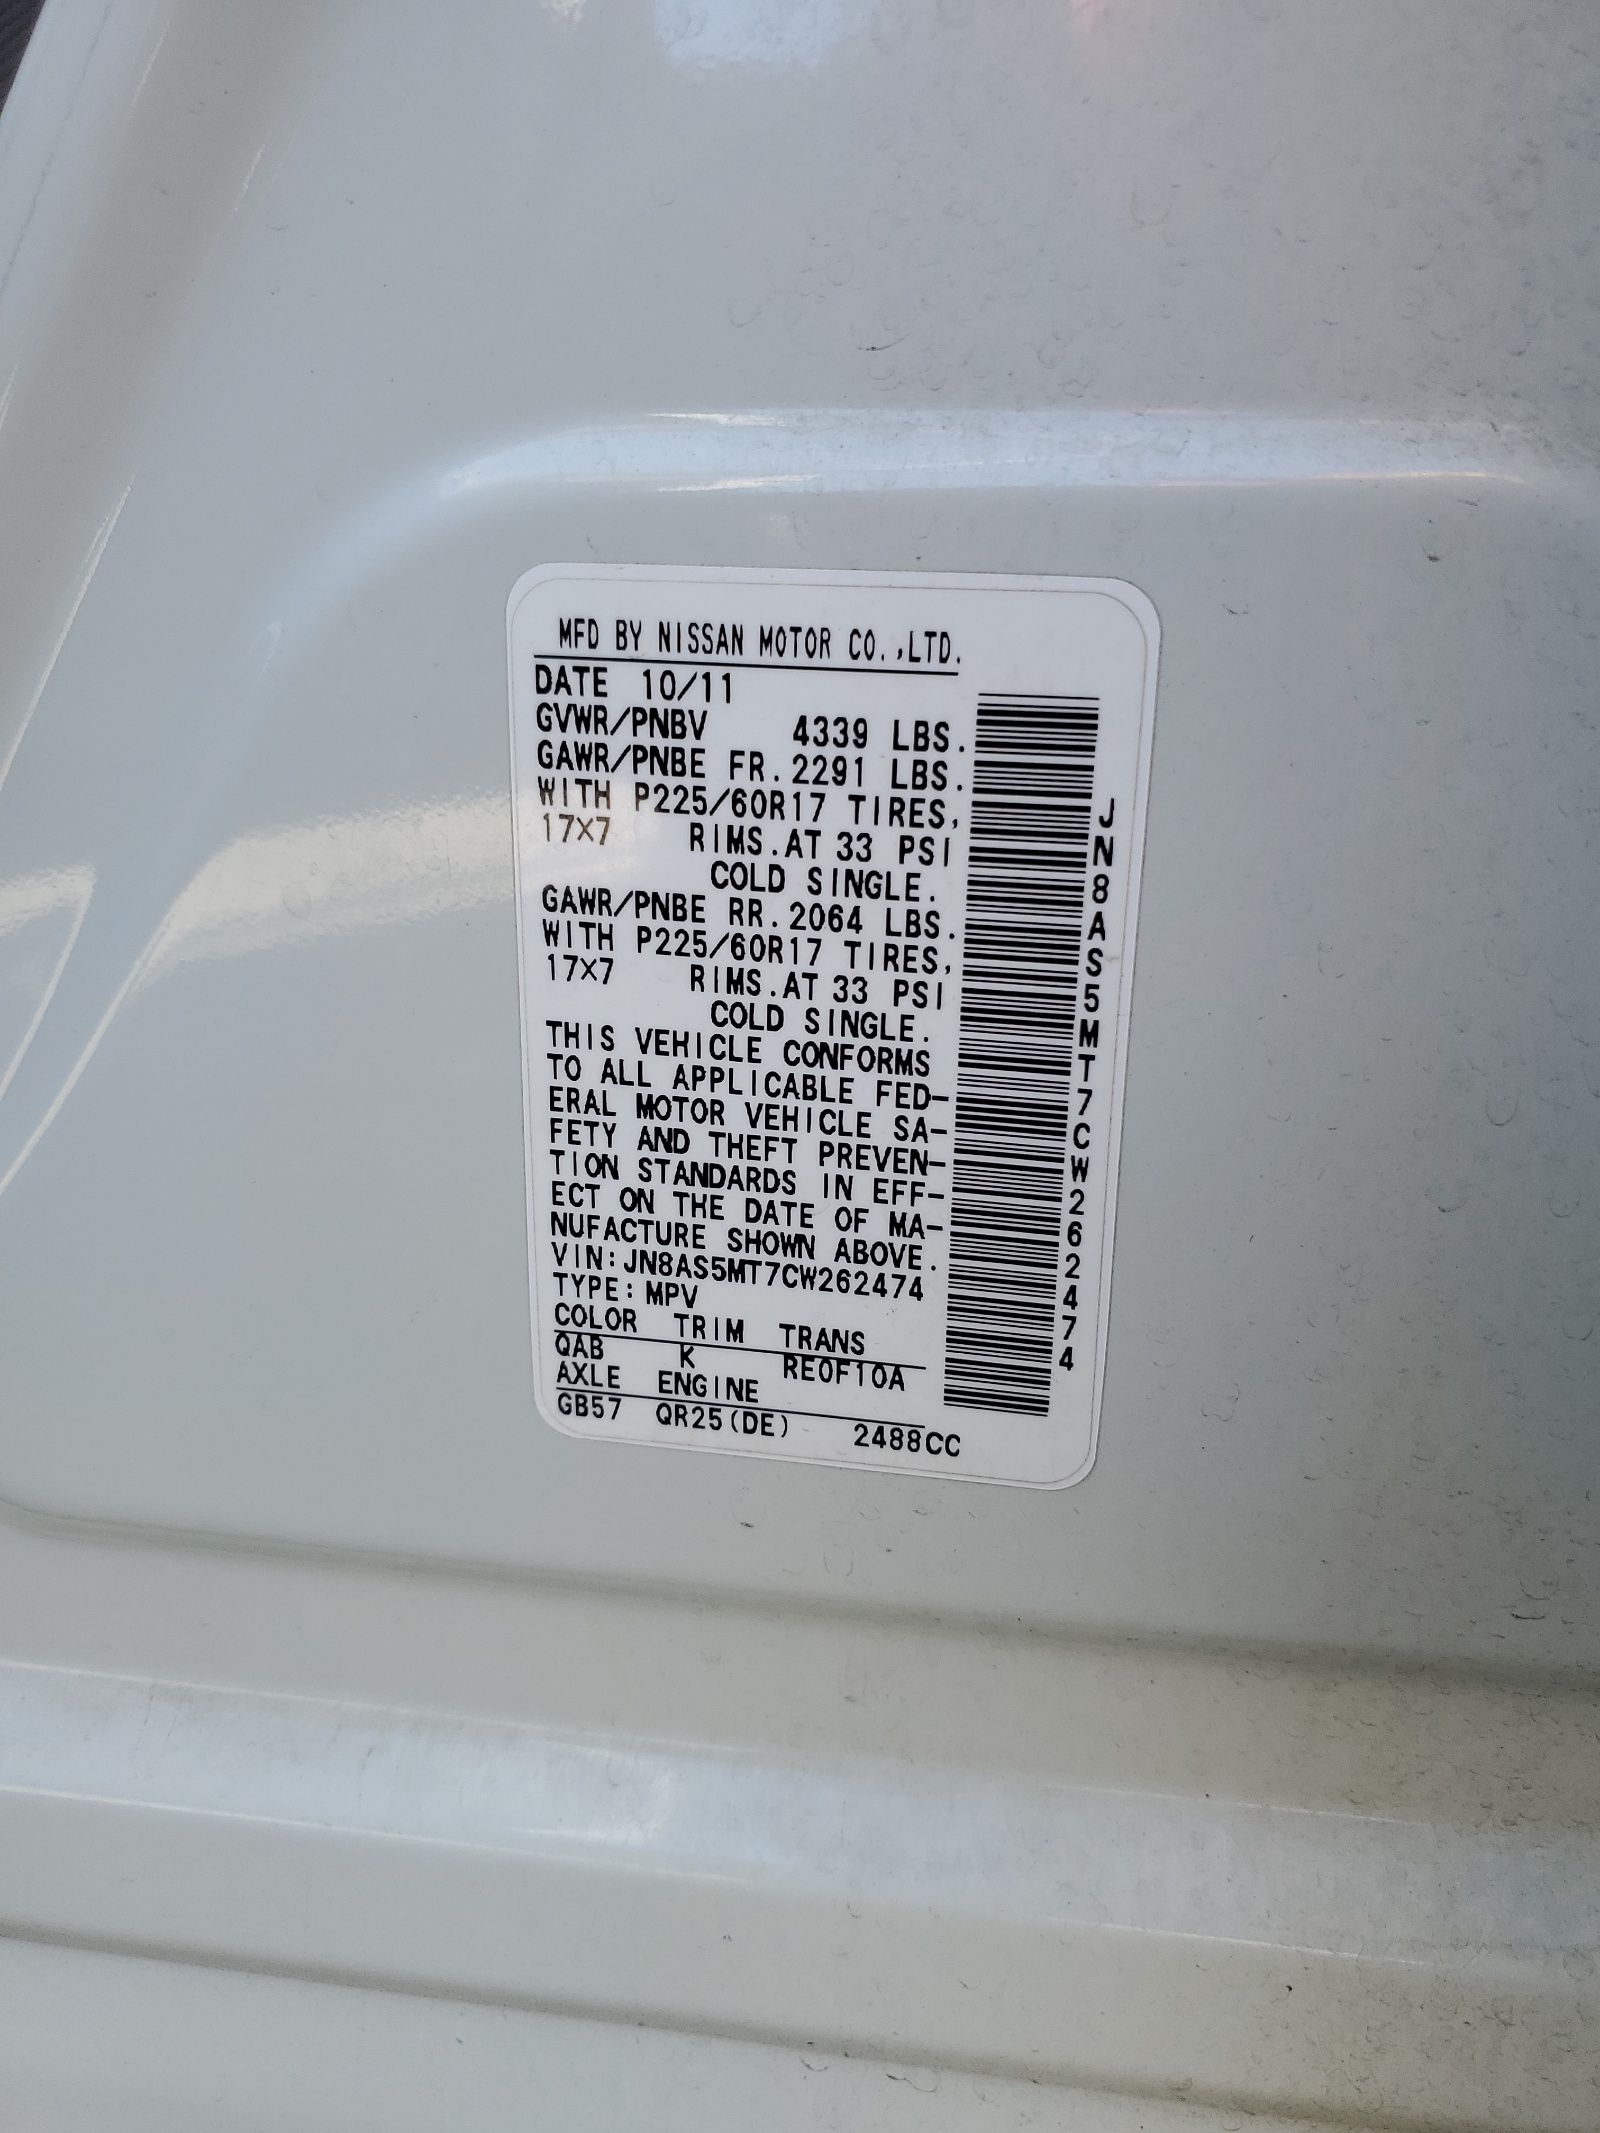 MFD BY NISSAN MOTOR CO.,LTD.
DATE 10/11
GVWR/PNBV 4339 LBS.
GAWR/PNBE FR.2291 LBS.
WITH P225/60R17 TIRES,
17X7 RIMS.AT 33 PSI
COLD SINGLE.
GAWR/PNBE RR.2064 LBS.
WITH P225/60R17 TIRES,
17X7 RIMS.AT 33 PSI
COLD SINGLE.
THIS VEHICLE CONFORMS
TO ALL APPLICABLE FED-
ERAL MOTOR VEHICLE SA-
FETY AND THEFT PREVEN-
TION STANDARDS IN EFF-
ECT ON THE DATE OF MA-
NUFACTURE SHOWN ABOVE.
VIN:JN8AS5MT7CW262474
TYPE:MPV
COLOR TRIM TRANS
QAB K RE0F10A
AXLE ENGINE
GB57 QR25(DE) 2488CC
JN8AS5MT7CW262474